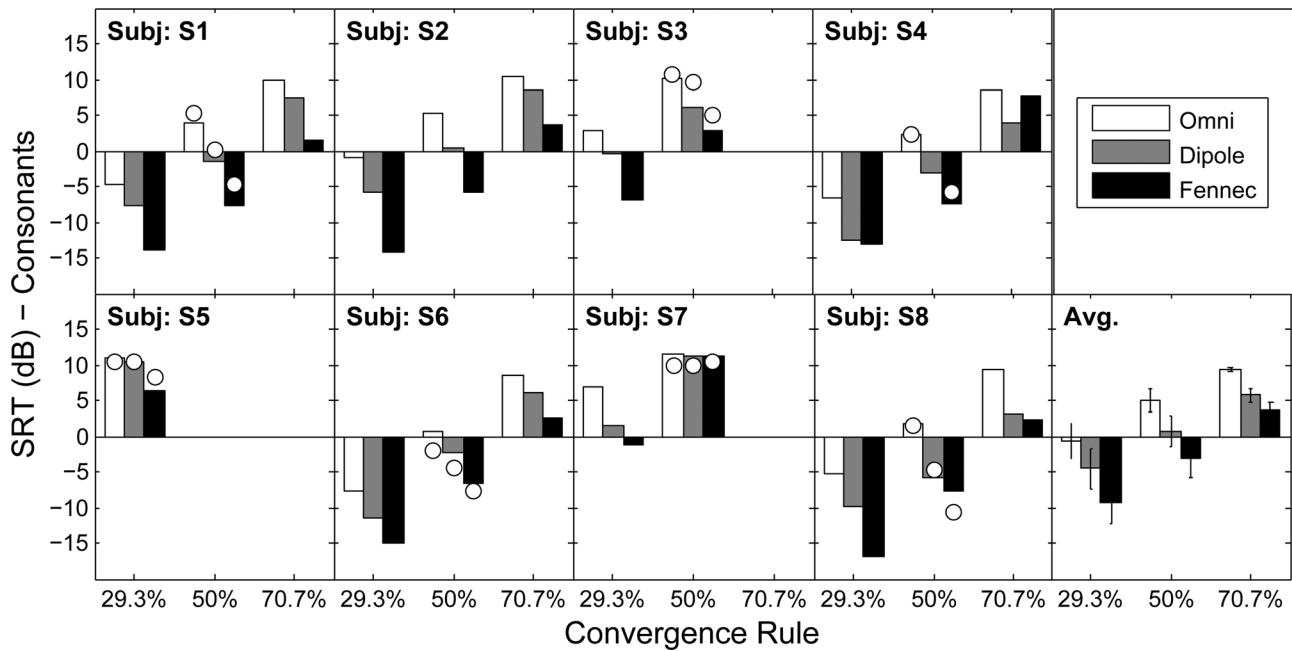 Subj: S1
Subj: S2
Subj: S3
Subj: S4
15
10
5
0
−5
−10
−15
Omni
Dipole
Fennec
SRT (dB) − Consonants
Subj: S5
Subj: S6
Subj: S7
Subj: S8
Avg.
15
10
5
0
−5
−10
−15
29.3% 50% 70.7% 29.3% 50% 70.7% 29.3% 50% 70.7% 29.3% 50% 70.7% 29.3% 50% 70.7%
Convergence Rule